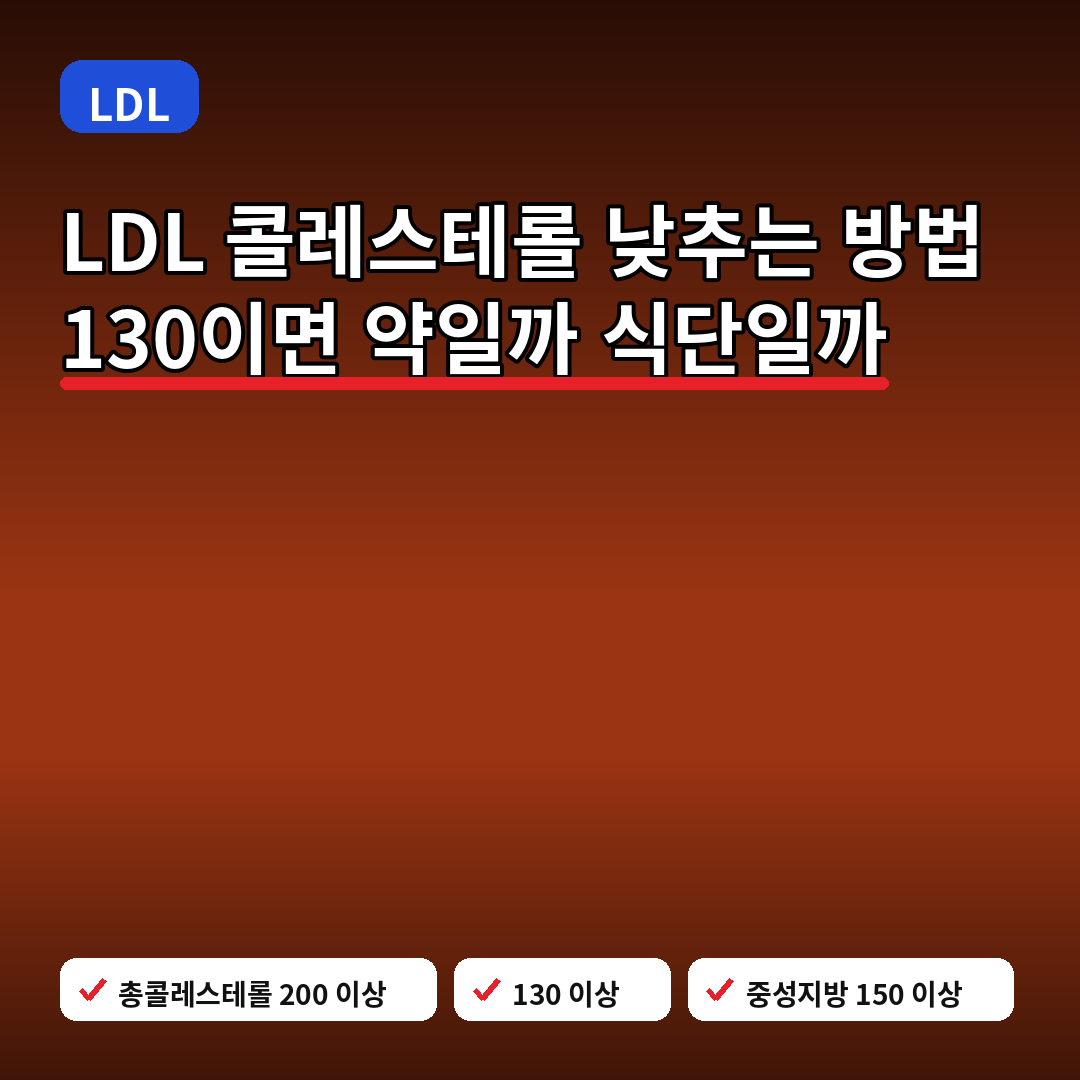 LDL
LDL 콜레스테롤 낮추는 방법
130이면 약일까 식단일까
총콜레스테롤 200 이상
130 이상
중성지방 150 이상